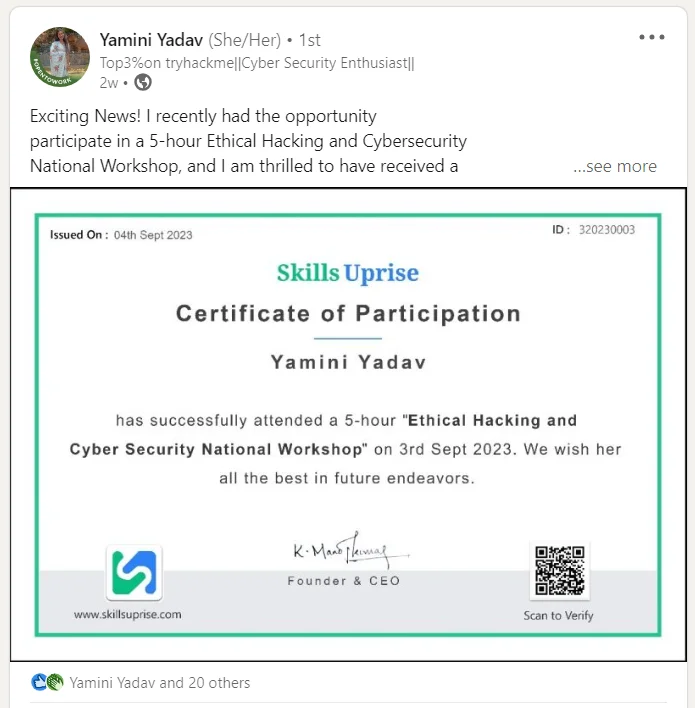 Yamini Yadav (She/Her) • 1st
Top3%on tryhackme||Cyber Security Enthusiast||
2w •
#OPENTOWORK
Exciting News! I recently had the opportunity
participate in a 5-hour Ethical Hacking and Cybersecurity
National Workshop, and I am thrilled to have received a ...see more
Issued On : 04th Sept 2023
ID : 320230003
Skills Uprise
Certificate of Participation
Yamini Yadav
has successfully attended a 5-hour "Ethical Hacking and
Cyber Security National Workshop" on 3rd Sept 2023. We wish her
all the best in future endeavors.
Founder & CEO
www.skillsuprise.com
Scan to Verify
Yamini Yadav and 20 others